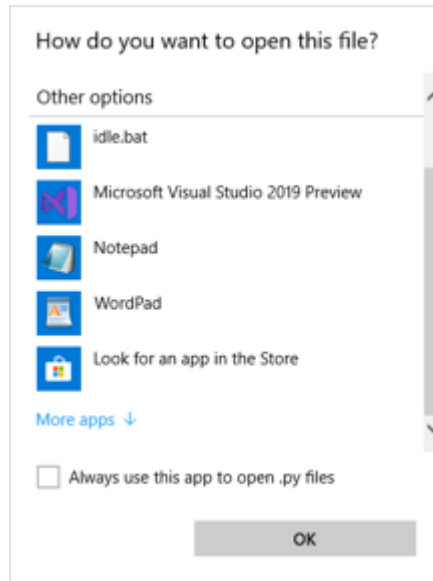 How do you want to open this file?
Other options
idle.bat
Microsoft Visual Studio 2019 Preview
Notepad
WordPad
Look for an app in the Store
More apps ↓
Always use this app to open .py files
OK